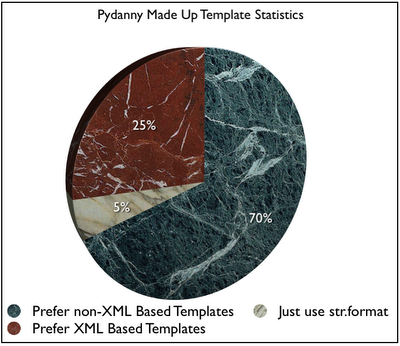 Pydanny Made Up Template Statistics
25%
5%
70%
Prefer non-XML Based Templates
Just use str.format
Prefer XML Based Templates